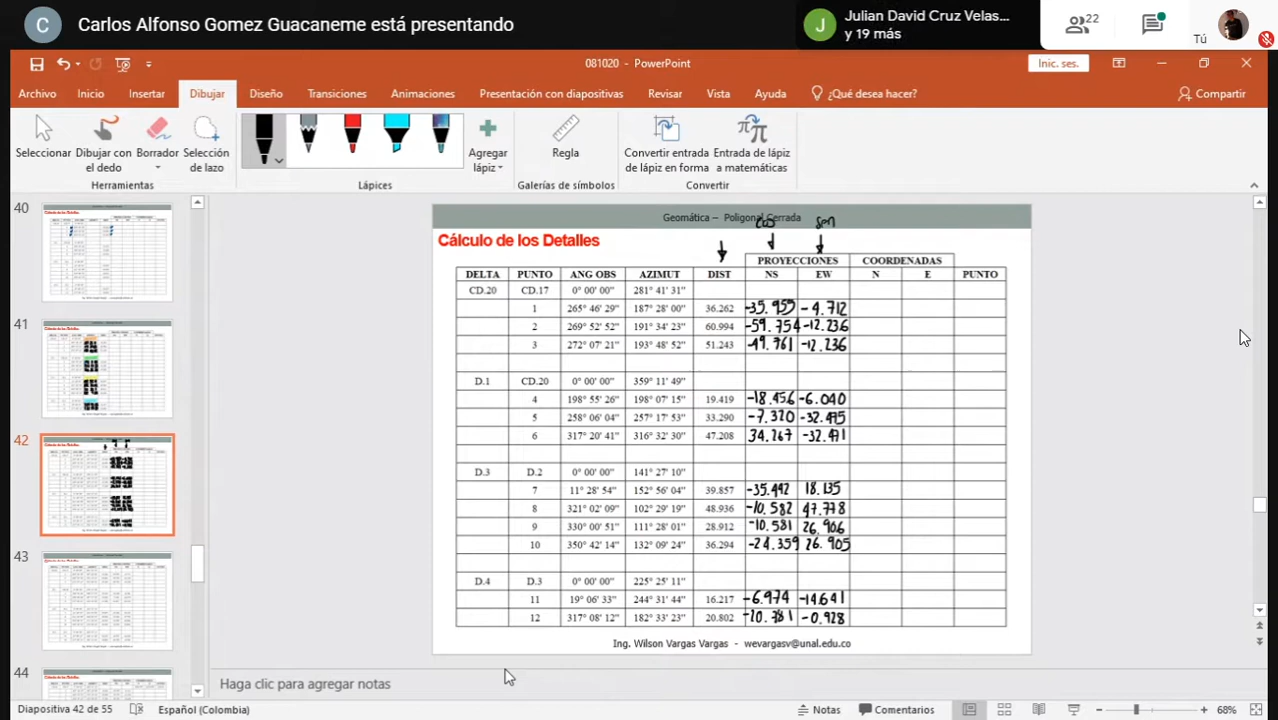 Carlos Alfonso Gomez Guacaneme está presentando
Julian David Cruz Velas...
y 19 más
22
Tú
081020 - PowerPoint
Inic. ses.
Archivo Inicio Insertar Dibujar Diseño Transiciones Animaciones Presentación con diapositivas Revisar Vista Ayuda ¿Qué desea hacer? Compartir
Seleccionar Dibujar con el dedo Borrador Selección de lazo Agregar lápiz Regla Convertir entrada de lápiz en forma Entrada de lápiz a matemáticas
Herramientas Lápices Galerías de símbolos Convertir
40
41
42
43
44
Geomática – Poligonal Cerrada
cos sen
Cálculo de los Detalles
PROYECCIONES COORDENADAS
DELTA PUNTO ANG OBS AZIMUT DIST NS EW N E PUNTO
CD.20 CD.17 0° 00' 00" 281° 41' 31"
1 265° 46' 29" 187° 28' 00" 36.262 -35.955 -4.712
2 269° 52' 52" 191° 34' 23" 60.994 -59.754 -12.236
3 272° 07' 21" 193° 48' 52" 51.243 -49.761 -12.236
D.1 CD.20 0° 00' 00" 359° 11' 49"
4 198° 55' 26" 198° 07' 15" 19.419 -18.456 -6.040
5 258° 06' 04" 257° 17' 53" 33.290 -7.320 -32.475
6 317° 20' 41" 316° 32' 30" 47.208 34.267 -32.471
D.3 D.2 0° 00' 00" 141° 27' 10"
7 11° 28' 54" 152° 56' 04" 39.857 -35.492 18.135
8 321° 02' 09" 102° 29' 19" 48.936 -10.582 47.778
9 330° 00' 51" 111° 28' 01" 28.912 -10.581 26.906
10 350° 42' 14" 132° 09' 24" 36.294 -24.359 26.905
D.4 D.3 0° 00' 00" 225° 25' 11"
11 19° 06' 33" 244° 31' 44" 16.217 -6.974 -14.641
12 317° 08' 12" 182° 33' 23" 20.802 -20.781 -0.928
Ing. Wilson Vargas Vargas - wevargasv@unal.edu.co
Haga clic para agregar notas
Diapositiva 42 de 55 Español (Colombia) Notas Comentarios 68%